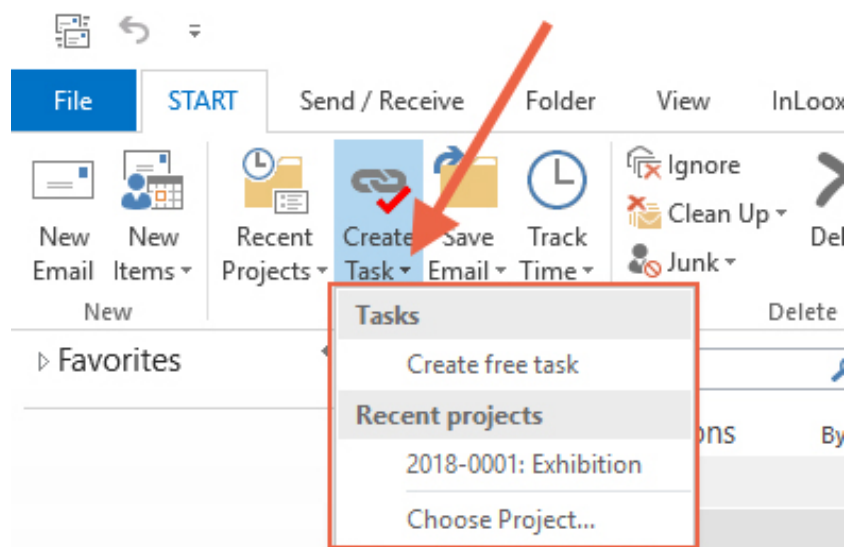 File START Send / Receive Folder View InLoox
Ignore
Clean Up
Junk
New Email
New Items
Recent Projects
Create Task
Save Email
Track Time
New
Delete
Tasks
Favorites
Create free task
Recent projects
By
2018-0001: Exhibition
Choose Project...